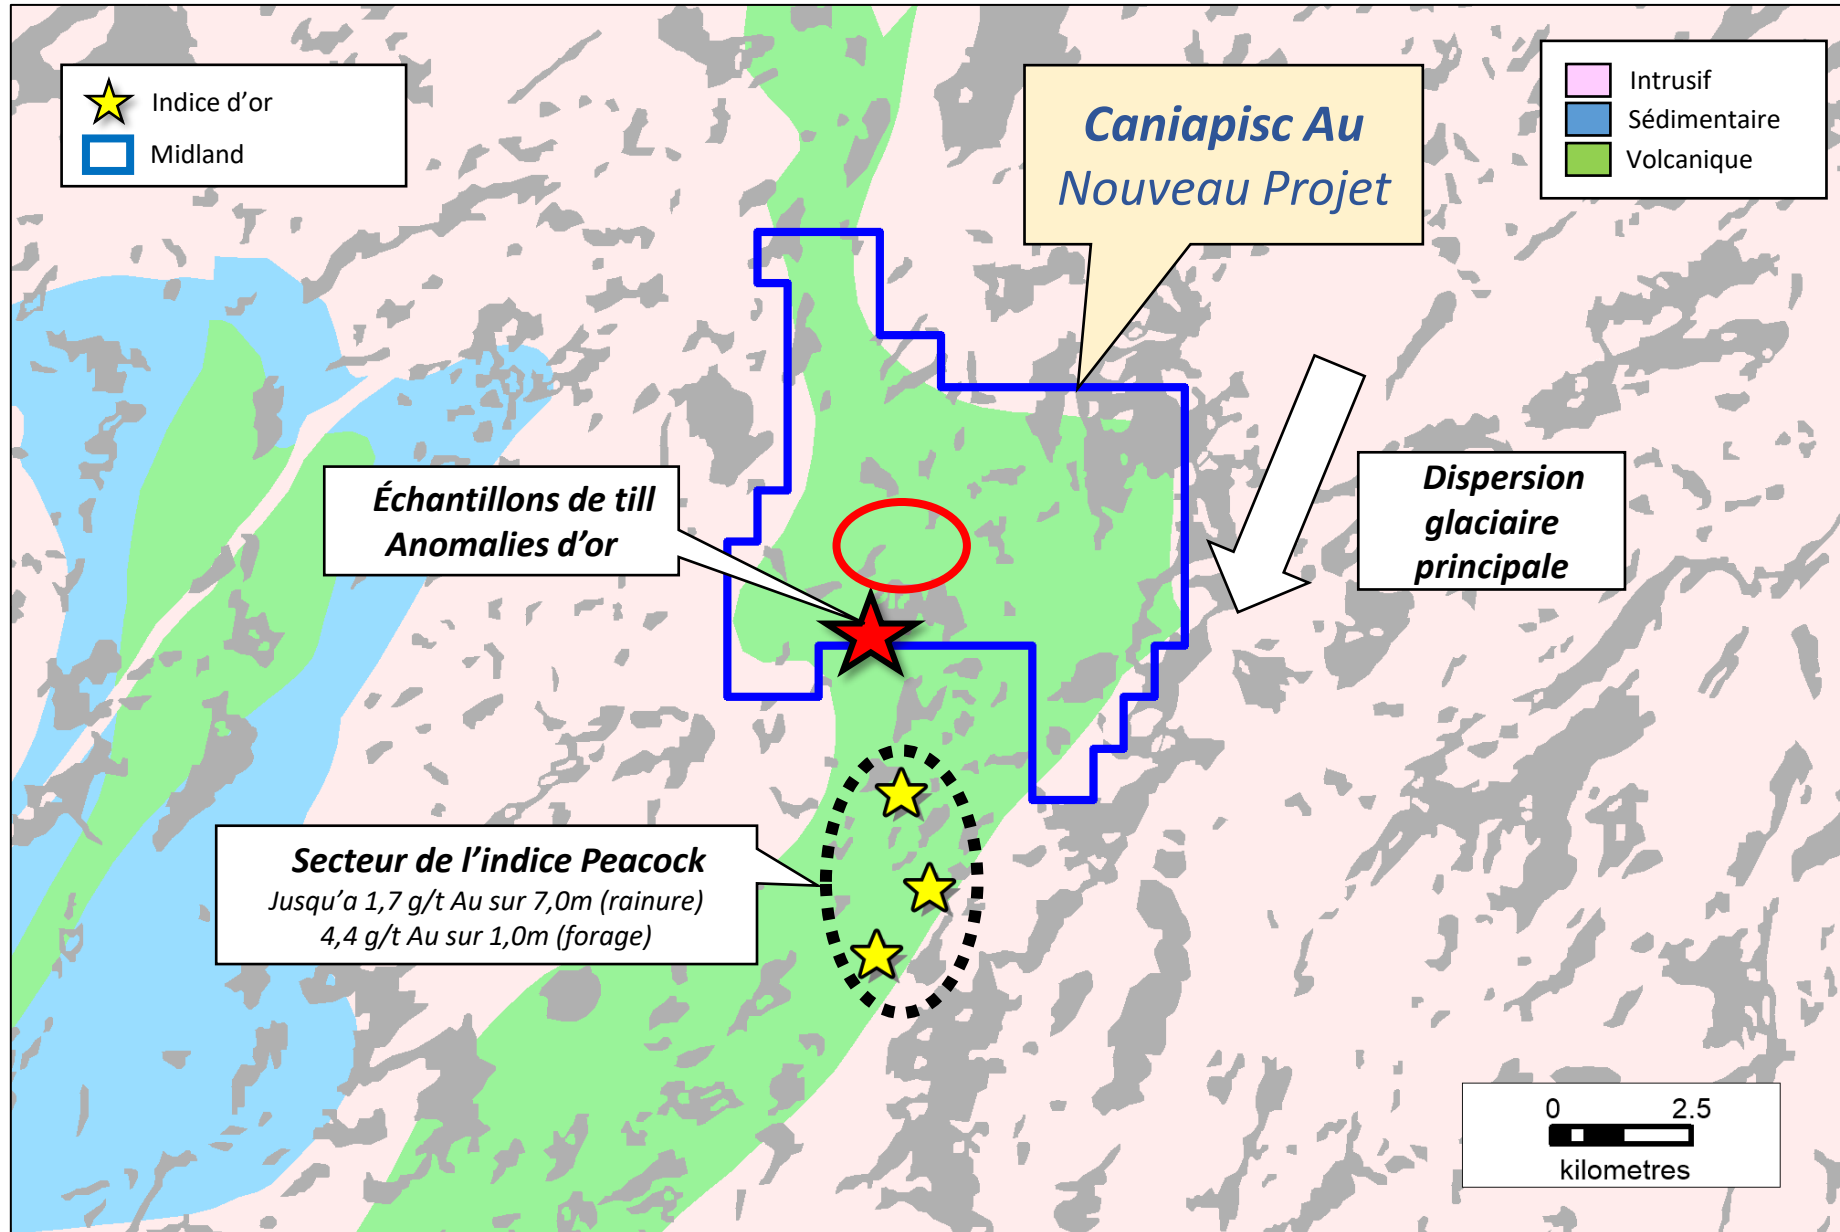 Indice d’or
Midland
Caniapisc Au
Nouveau Projet
Intrusif
Sédimentaire
Volcanique
Échantillons de till
Anomalies d’or
Dispersion
glaciaire
principale
Secteur de l’indice Peacock
Jusqu’a 1,7 g/t Au sur 7,0m (rainure)
4,4 g/t Au sur 1,0m (forage)
0 2.5
kilometres